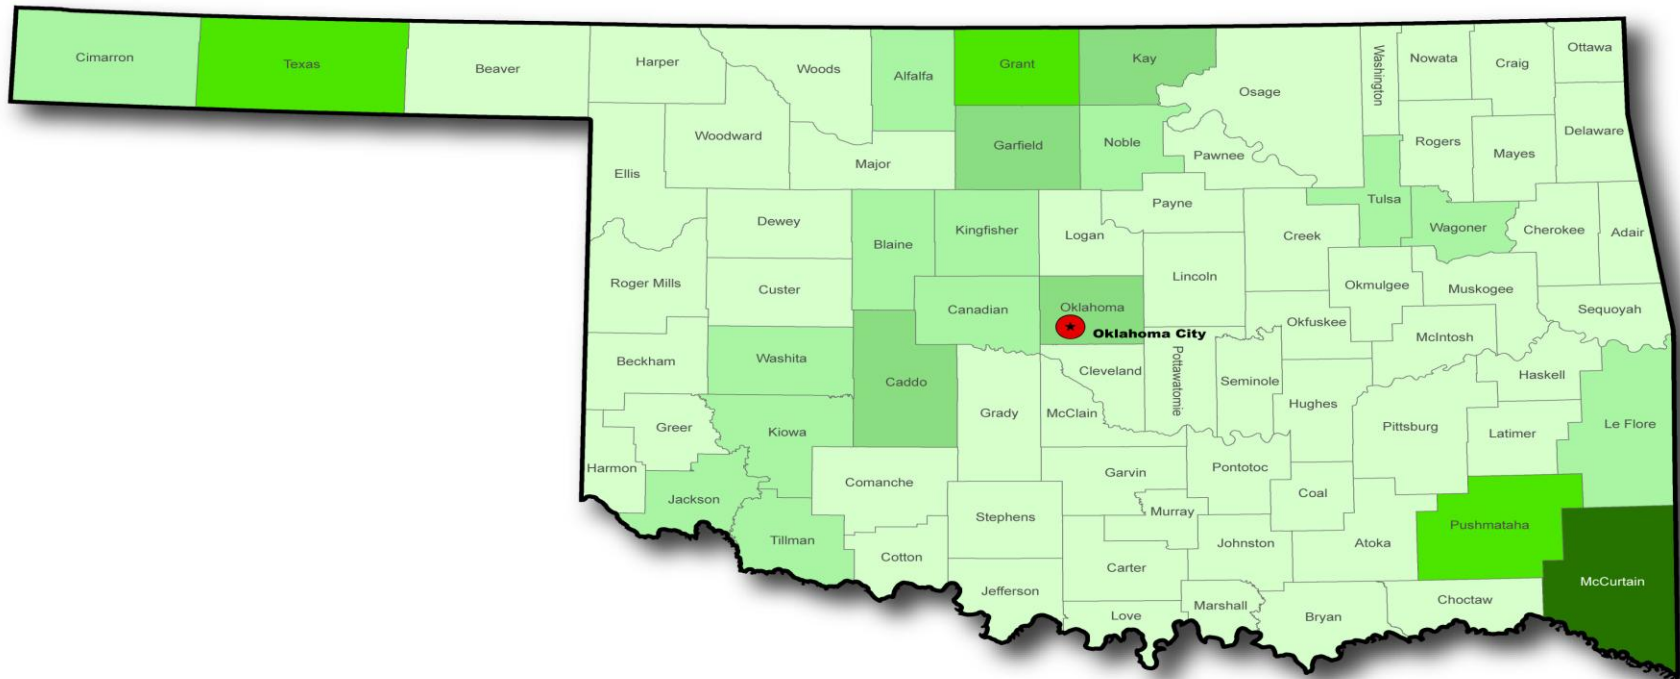 Cimarron
Texas
Beaver
Harper
Woods
Alfalfa
Grant
Kay
Osage
Washington
Nowata
Craig
Ottawa
Woodward
Ellis
Major
Garfield
Noble
Pawnee
Rogers
Mayes
Delaware
Dewey
Blaine
Kingfisher
Logan
Payne
Creek
Tulsa
Wagoner
Cherokee
Adair
Roger Mills
Custer
Canadian
Oklahoma
Oklahoma City
Lincoln
Okmulgee
Muskogee
Sequoyah
Okfuskee
McIntosh
Beckham
Washita
Caddo
Grady
McClain
Cleveland
Pottawatomie
Seminole
Hughes
Haskell
Greer
Kiowa
Pittsburg
Latimer
Le Flore
Harmon
Jackson
Comanche
Garvin
Pontotoc
Coal
Stephens
Murray
Tillman
Cotton
Johnston
Atoka
Pushmataha
Carter
Jefferson
Love
Marshall
Bryan
Choctaw
McCurtain